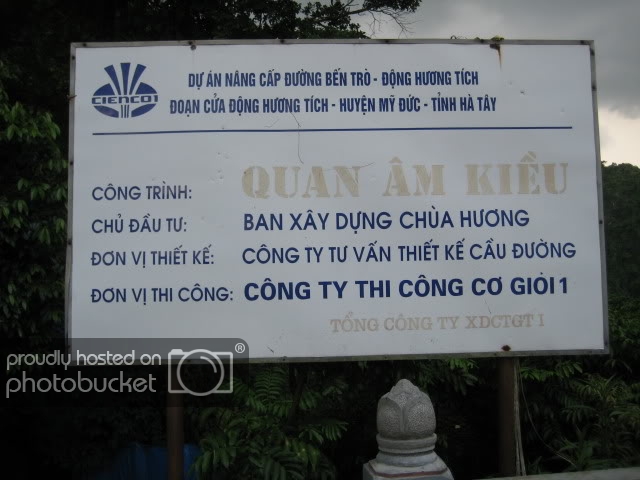 CIENCO1
DỰ ÁN NÂNG CẤP ĐƯỜNG BẾN TRÒ - ĐỘNG HƯƠNG TÍCH
ĐOẠN CỬA ĐỘNG HƯƠNG TÍCH - HUYỆN MỸ ĐỨC - TỈNH HÀ TÂY
CÔNG TRÌNH: QUAN ÂM KIỀU
CHỦ ĐẦU TƯ: BAN XÂY DỰNG CHÙA HƯƠNG
ĐƠN VỊ THIẾT KẾ: CÔNG TY TƯ VẤN THIẾT KẾ CẦU ĐƯỜNG
ĐƠN VỊ THI CÔNG: CÔNG TY THI CÔNG CƠ GIỚI 1
TỔNG CÔNG TY XDCTGT I
proudly hosted on
photobucket